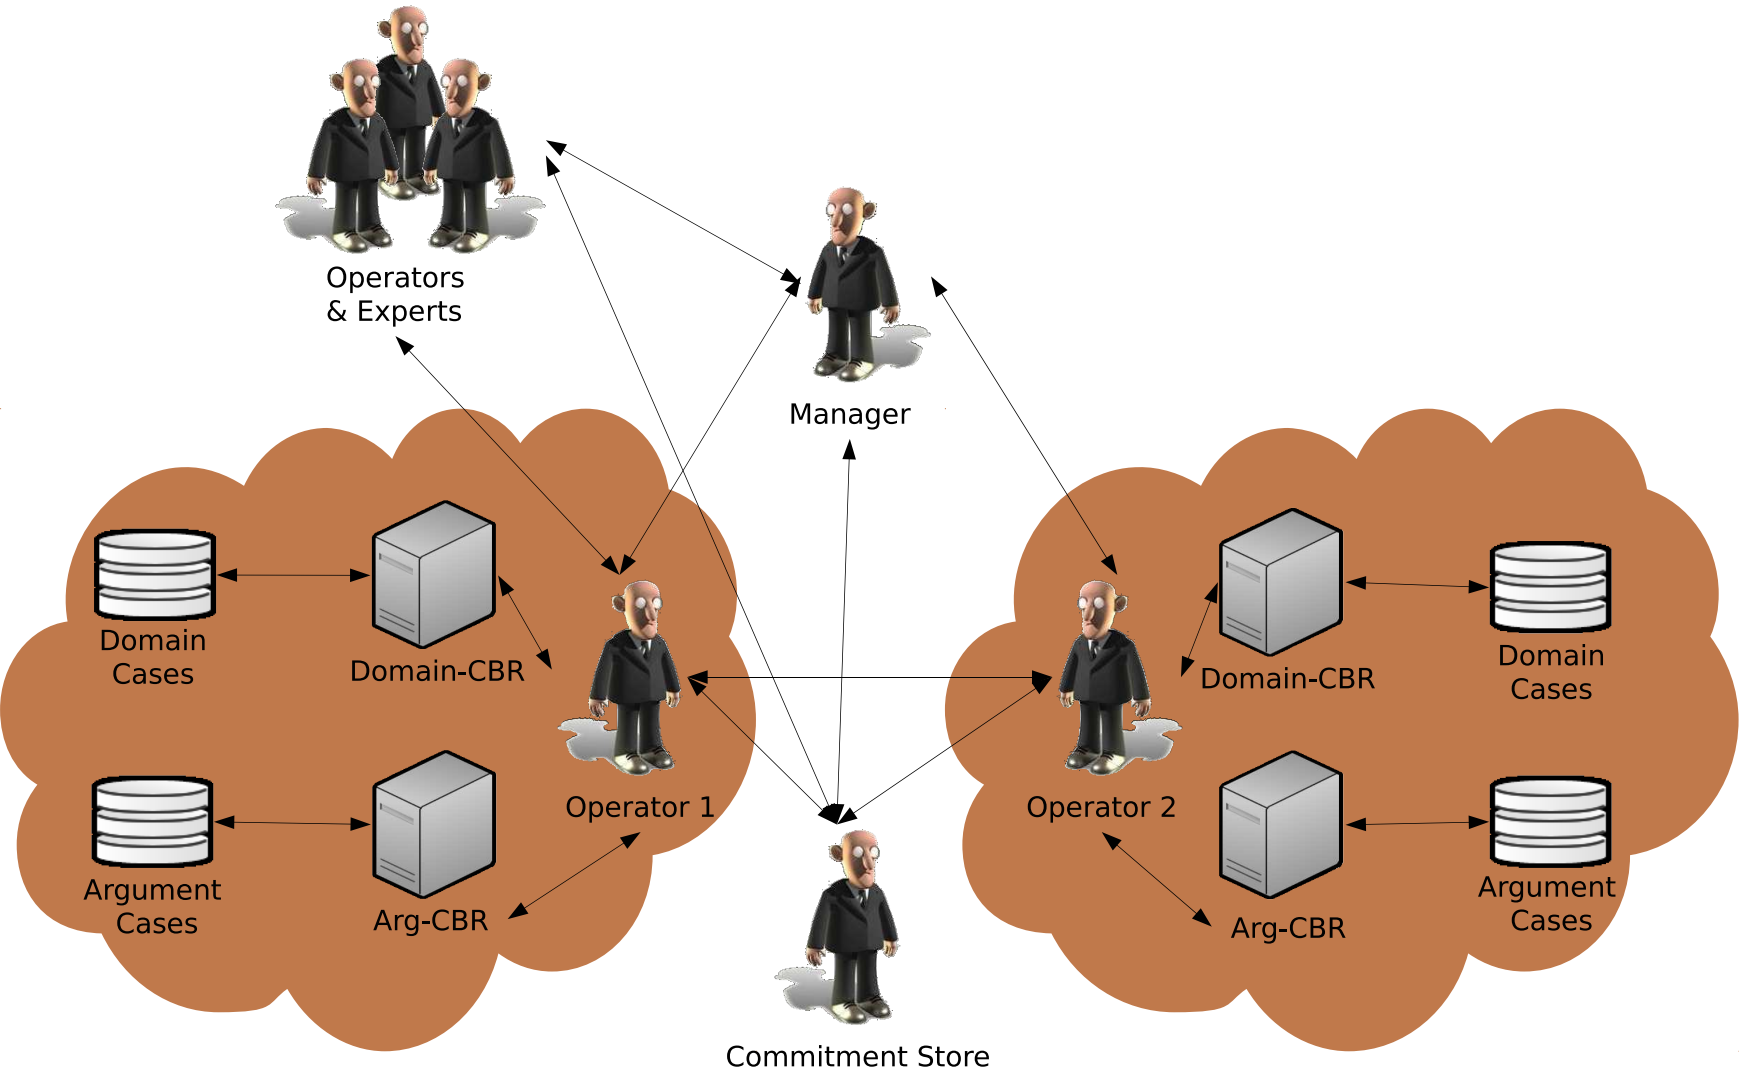 Operators
& Experts
Manager
Domain
Cases
Domain-CBR
Domain-CBR
Domain
Cases
Operator 1
Operator 2
Argument
Cases
Arg-CBR
Arg-CBR
Argument
Cases
Commitment Store